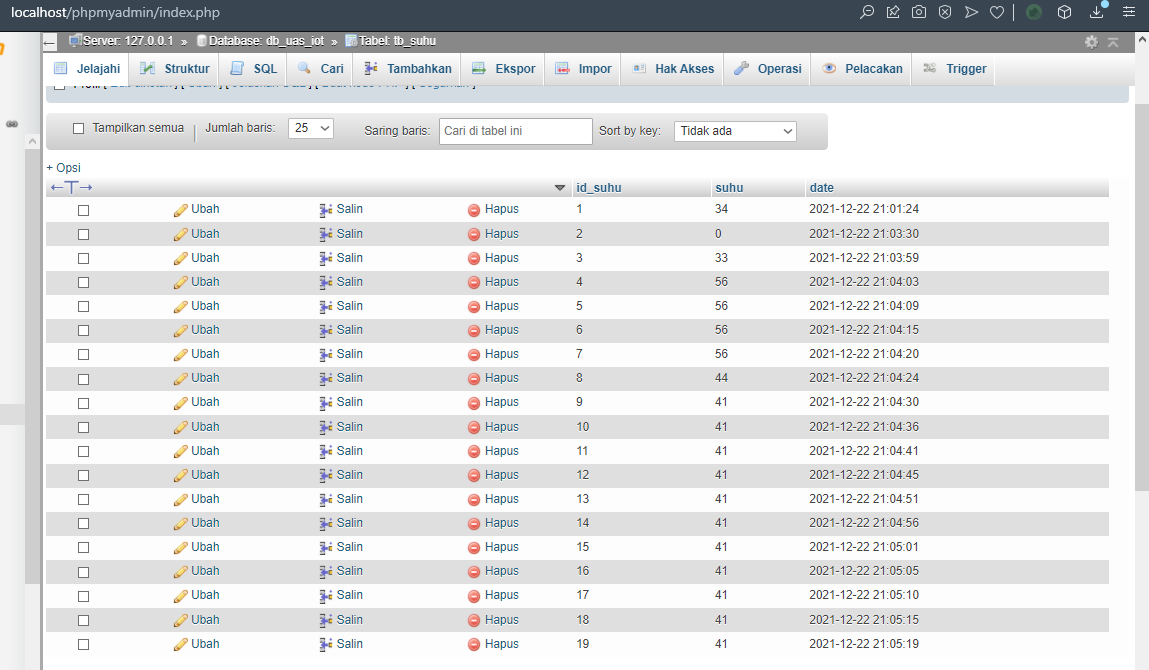 localhost/phpmyadmin/index.php
Server: 127.0.0.1 » Database: db_uas_iot » Tabel: tb_suhu
Jelajahi Struktur SQL Cari Tambahkan Ekspor Impor Hak Akses Operasi Pelacakan Trigger
Tampilkan semua | Jumlah baris: 25 Saring baris: Cari di tabel ini Sort by key: Tidak ada
+ Opsi
←T→ id_suhu suhu date
Ubah Salin Hapus 1 34 2021-12-22 21:01:24
Ubah Salin Hapus 2 0 2021-12-22 21:03:30
Ubah Salin Hapus 3 33 2021-12-22 21:03:59
Ubah Salin Hapus 4 56 2021-12-22 21:04:03
Ubah Salin Hapus 5 56 2021-12-22 21:04:09
Ubah Salin Hapus 6 56 2021-12-22 21:04:15
Ubah Salin Hapus 7 56 2021-12-22 21:04:20
Ubah Salin Hapus 8 44 2021-12-22 21:04:24
Ubah Salin Hapus 9 41 2021-12-22 21:04:30
Ubah Salin Hapus 10 41 2021-12-22 21:04:36
Ubah Salin Hapus 11 41 2021-12-22 21:04:41
Ubah Salin Hapus 12 41 2021-12-22 21:04:45
Ubah Salin Hapus 13 41 2021-12-22 21:04:51
Ubah Salin Hapus 14 41 2021-12-22 21:04:56
Ubah Salin Hapus 15 41 2021-12-22 21:05:01
Ubah Salin Hapus 16 41 2021-12-22 21:05:05
Ubah Salin Hapus 17 41 2021-12-22 21:05:10
Ubah Salin Hapus 18 41 2021-12-22 21:05:15
Ubah Salin Hapus 19 41 2021-12-22 21:05:19